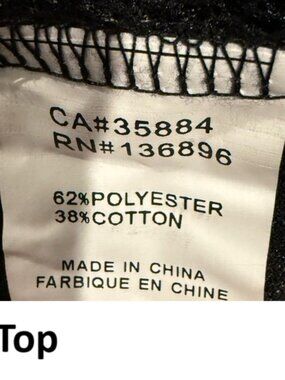 CA#35884
RN#136896
62%POLYESTER
38%COTTON
MADE IN CHINA
FARBIQUE EN CHINE
Top